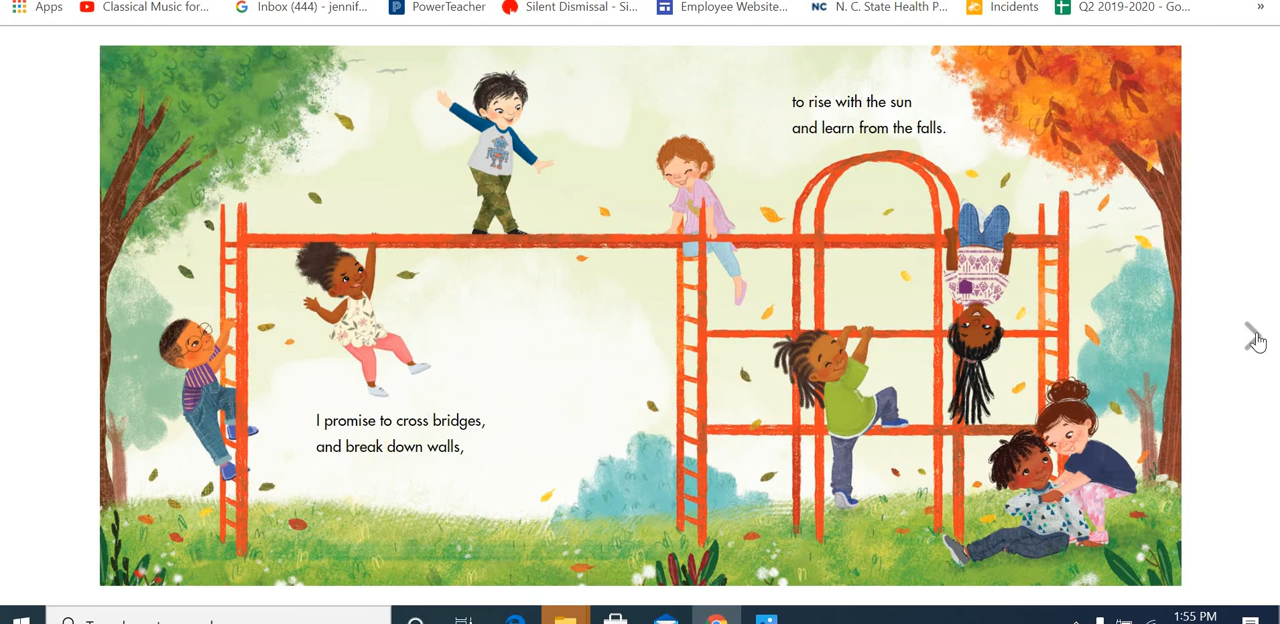 Apps
Classical Music for...
Inbox (444) - jennif...
PowerTeacher
Silent Dismissal - Si...
Employee Website...
NC N. C. State Health P...
Incidents
Q2 2019-2020 - Go...
»
to rise with the sun
and learn from the falls.
I promise to cross bridges,
and break down walls,
1:55 PM